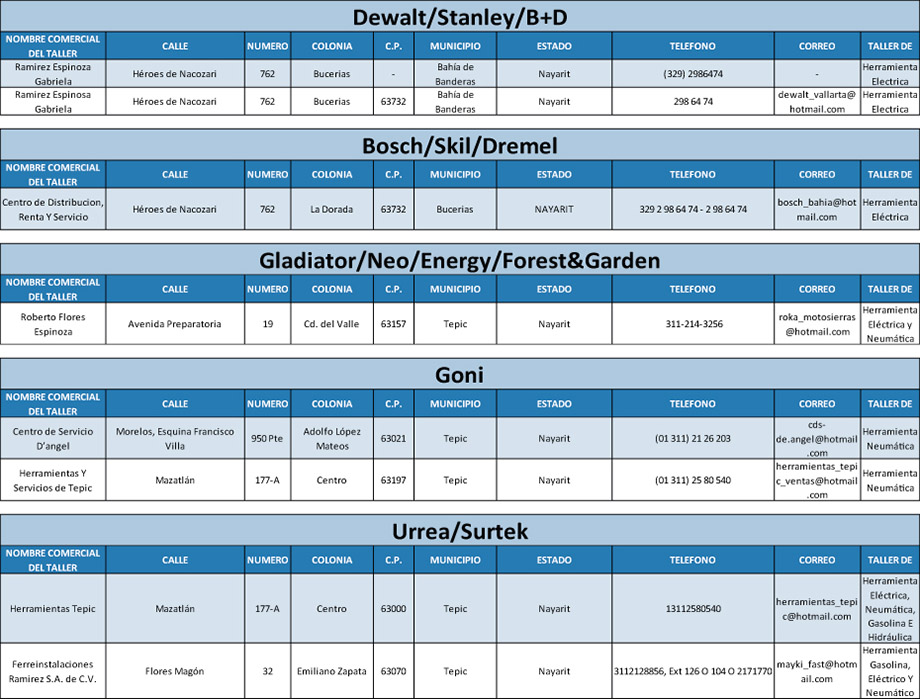 Dewalt/Stanley/B+D
NOMBRE COMERCIAL DEL TALLER CALLE NUMERO COLONIA C.P. MUNICIPIO ESTADO TELEFONO CORREO TALLER DE
Ramirez Espinoza Gabriela Héroes de Nacozari 762 Bucerias - Bahía de Banderas Nayarit (329) 2986474 - Herramienta Electrica
Ramirez Espinosa Gabriela Héroes de Nacozari 762 Bucerias 63732 Bahía de Banderas Nayarit 298 64 74 dewalt_vallarta@hotmail.com Herramienta Electrica
Bosch/Skil/Dremel
NOMBRE COMERCIAL DEL TALLER CALLE NUMERO COLONIA C.P. MUNICIPIO ESTADO TELEFONO CORREO TALLER DE
Centro de Distribucion, Renta Y Servicio Héroes de Nacozari 762 La Dorada 63732 Bucerias NAYARIT 329 2 98 64 74 - 2 98 64 74 bosch_bahia@hotmail.com Herramienta Eléctrica
Gladiator/Neo/Energy/Forest&Garden
NOMBRE COMERCIAL DEL TALLER CALLE NUMERO COLONIA C.P. MUNICIPIO ESTADO TELEFONO CORREO TALLER DE
Roberto Flores Espinoza Avenida Preparatoria 19 Cd. del Valle 63157 Tepic Nayarit 311-214-3256 roka_motosierras@hotmail.com Herramienta Eléctrica y Neumática
Goni
NOMBRE COMERCIAL DEL TALLER CALLE NUMERO COLONIA C.P. MUNICIPIO ESTADO TELEFONO CORREO TALLER DE
Centro de Servicio D'angel Morelos, Esquina Francisco Villa 950 Pte Adolfo López Mateos 63021 Tepic Nayarit (01 311) 21 26 203 cds-de.angel@hotmail.com Herramienta Neumática
Herramientas Y Servicios de Tepic Mazatlán 177-A Centro 63197 Tepic Nayarit (01 311) 25 80 540 herramientas_tepic_ventas@hotmail.com Herramienta Neumática
Urrea/Surtek
NOMBRE COMERCIAL DEL TALLER CALLE NUMERO COLONIA C.P. MUNICIPIO ESTADO TELEFONO CORREO TALLER DE
Herramientas Tepic Mazatlán 177-A Centro 63000 Tepic Nayarit 13112580540 herramientas_tepic@hotmail.com Herramienta Eléctrica, Neumática, Gasolina E Hidráulica
Ferreinstalaciones Ramirez S.A. de C.V. Flores Magón 32 Emiliano Zapata 63070 Tepic Nayarit 3112128856, Ext 126 O 104 O 2171770 mayki_fast@hotmail.com Herramienta Gasolina, Eléctrico Y Neumático